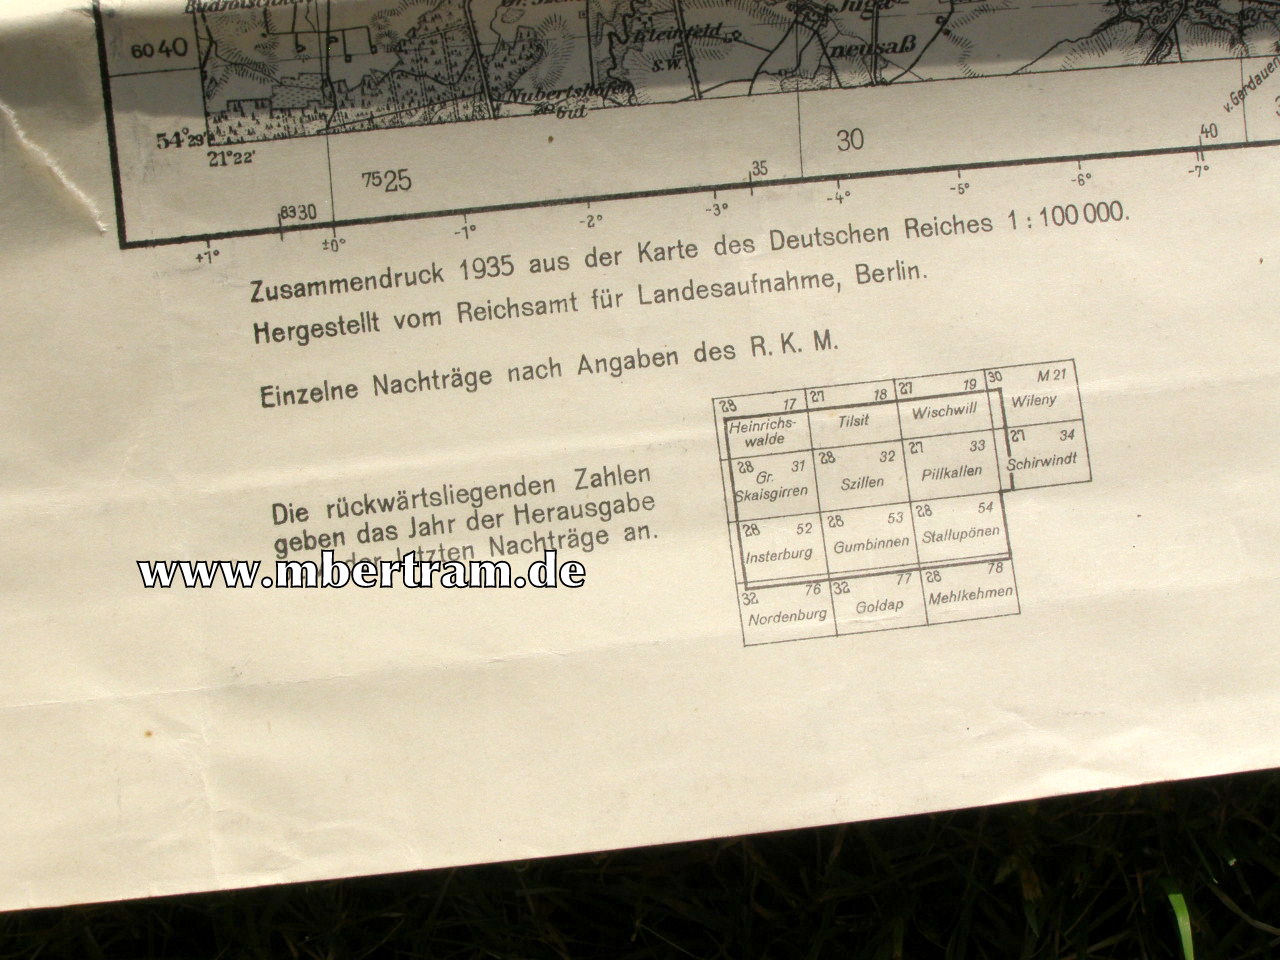 6040
Kleinfeld
S.W.
neusaß
Nubertshöfen
Gut
v. Gerdauen
54°29'
21°22'
7525
30
35
40
8330
+1°
±0°
-1°
-2°
-3°
-4°
-5°
-6°
-7°
Zusammendruck 1935 aus der Karte des Deutschen Reiches 1:100 000.
Hergestellt vom Reichsamt für Landesaufnahme, Berlin.
Einzelne Nachträge nach Angaben des R. K. M.
Die rückwärtsliegenden Zahlen
geben das Jahr der Herausgabe
der letzten Nachträge an.
www.mbertram.de
28 17 27 18 27 19 30 M 21
Heinrichs-
walde
Tilsit
Wischwill
Wileny
28 31 28 32 27 33 27 34
Gr.
Skaisgirren
Szillen
Pillkallen
Schirwindt
28 52 28 53 28 54
Insterburg
Gumbinnen
Stallupönen
32 76 32 77 28 78
Nordenburg
Goldap
Mehlkehmen